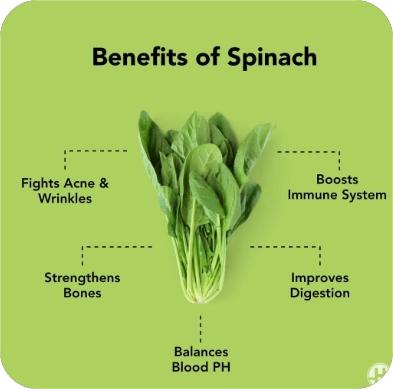 Benefits of Spinach
Fights Acne &
Wrinkles
Boosts
Immune System
Strengthens
Bones
Improves
Digestion
Balances
Blood PH